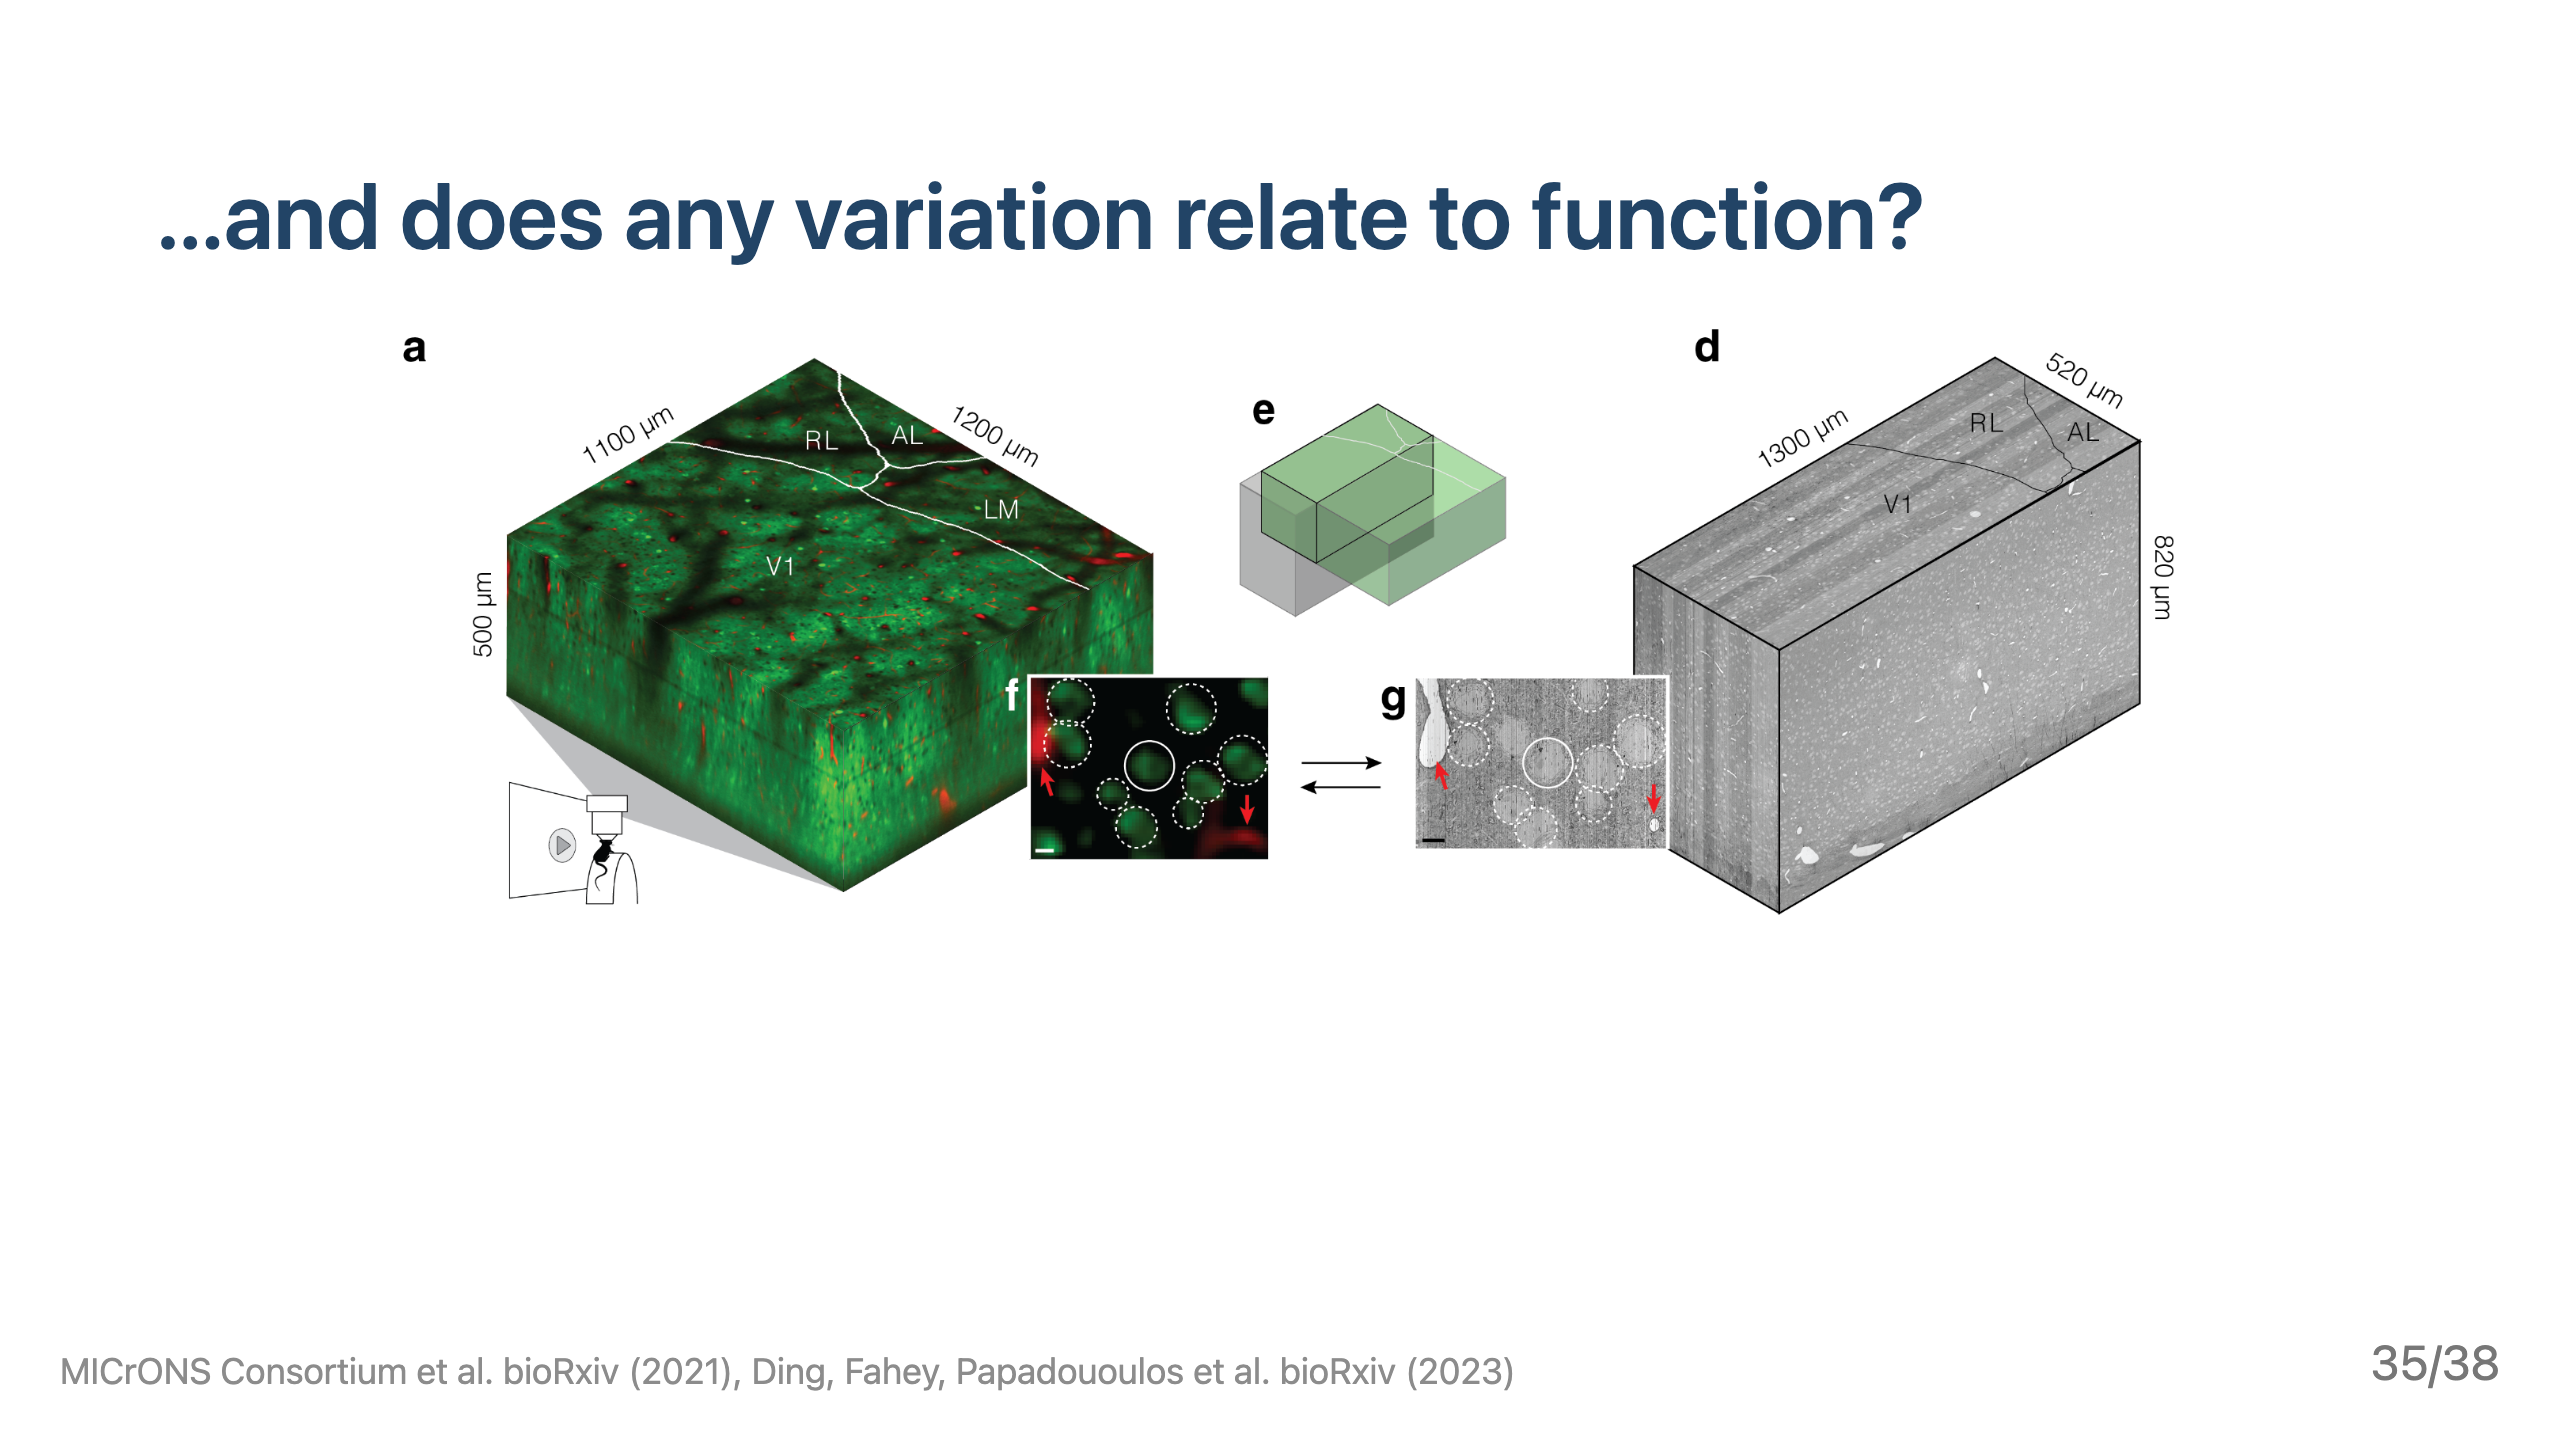 ...and does any variation relate to function?
a
1100 µm
1200 µm
500 µm
RL
AL
LM
V1
e
f
g
d
1300 µm
520 µm
820 µm
RL
AL
V1
MICrONS Consortium et al. bioRxiv (2021), Ding, Fahey, Papadououlos et al. bioRxiv (2023)
35/38